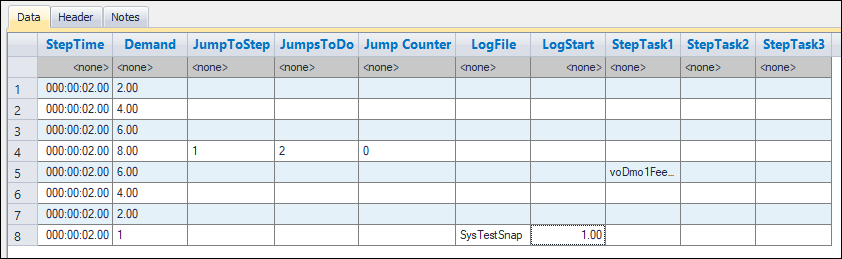 Data Header Notes
StepTime Demand JumpToStep JumpsToDo Jump Counter LogFile LogStart StepTask1 StepTask2 StepTask3
<none> <none> <none> <none> <none> <none> <none> <none> <none> <none>
1 000:00:02.00 2.00
2 000:00:02.00 4.00
3 000:00:02.00 6.00
4 000:00:02.00 8.00 1 2 0
5 000:00:02.00 6.00 voDmo1Fee...
6 000:00:02.00 4.00
7 000:00:02.00 2.00
8 000:00:02.00 1 SysTestSnap 1.00